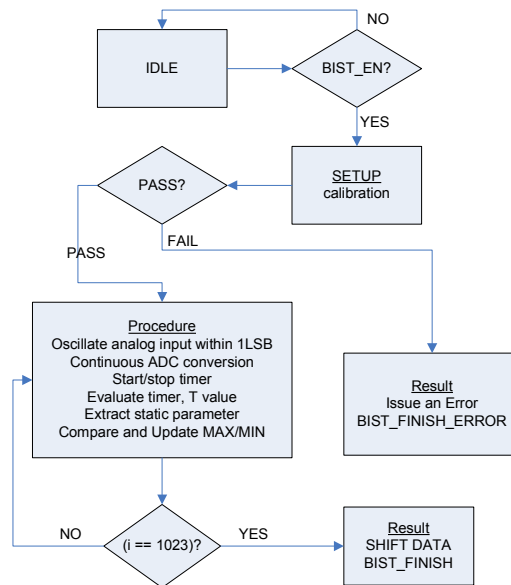 NO
IDLE
BIST_EN?
YES
SETUP
calibration
PASS?
PASS
FAIL
Procedure
Oscillate analog input within 1LSB
Continuous ADC conversion
Start/stop timer
Evaluate timer, T value
Extract static parameter
Compare and Update MAX/MIN
Result
Issue an Error
BIST_FINISH_ERROR
NO
(i == 1023)?
YES
Result
SHIFT DATA
BIST_FINISH